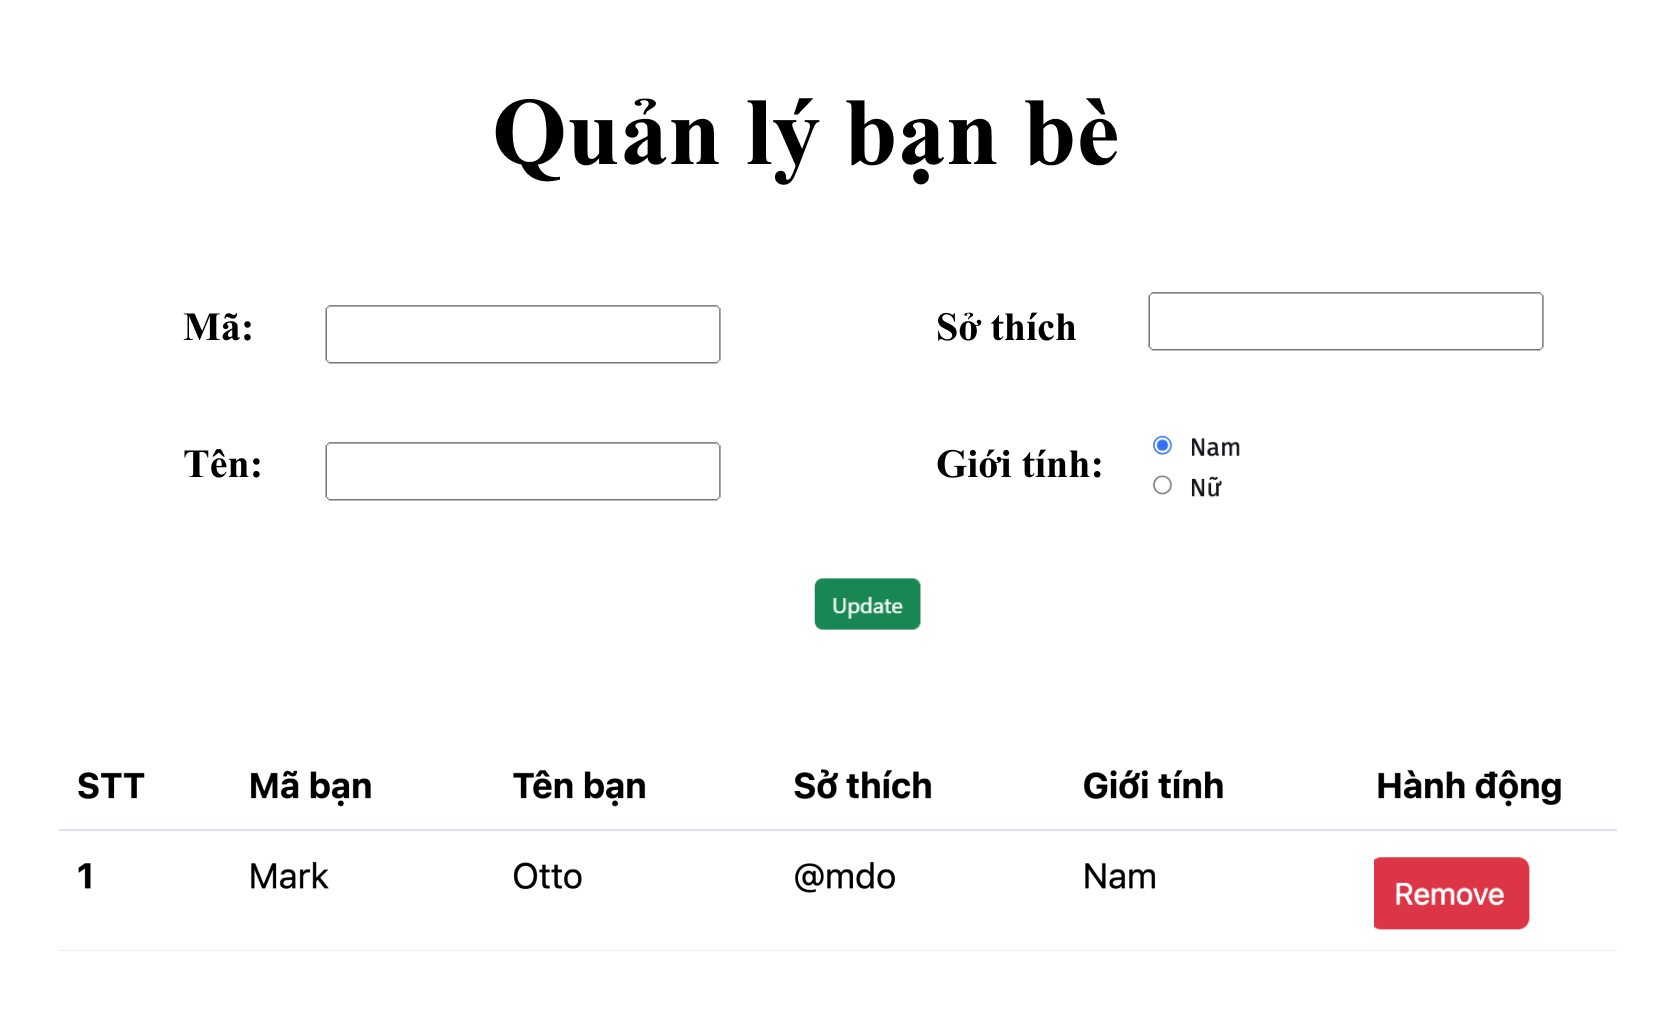 Quản lý bạn bè
Mã:
Sở thích
Tên:
Giới tính:
Nam
Nữ
Update
STT Mã bạn Tên bạn Sở thích Giới tính Hành động
1 Mark Otto @mdo Nam Remove